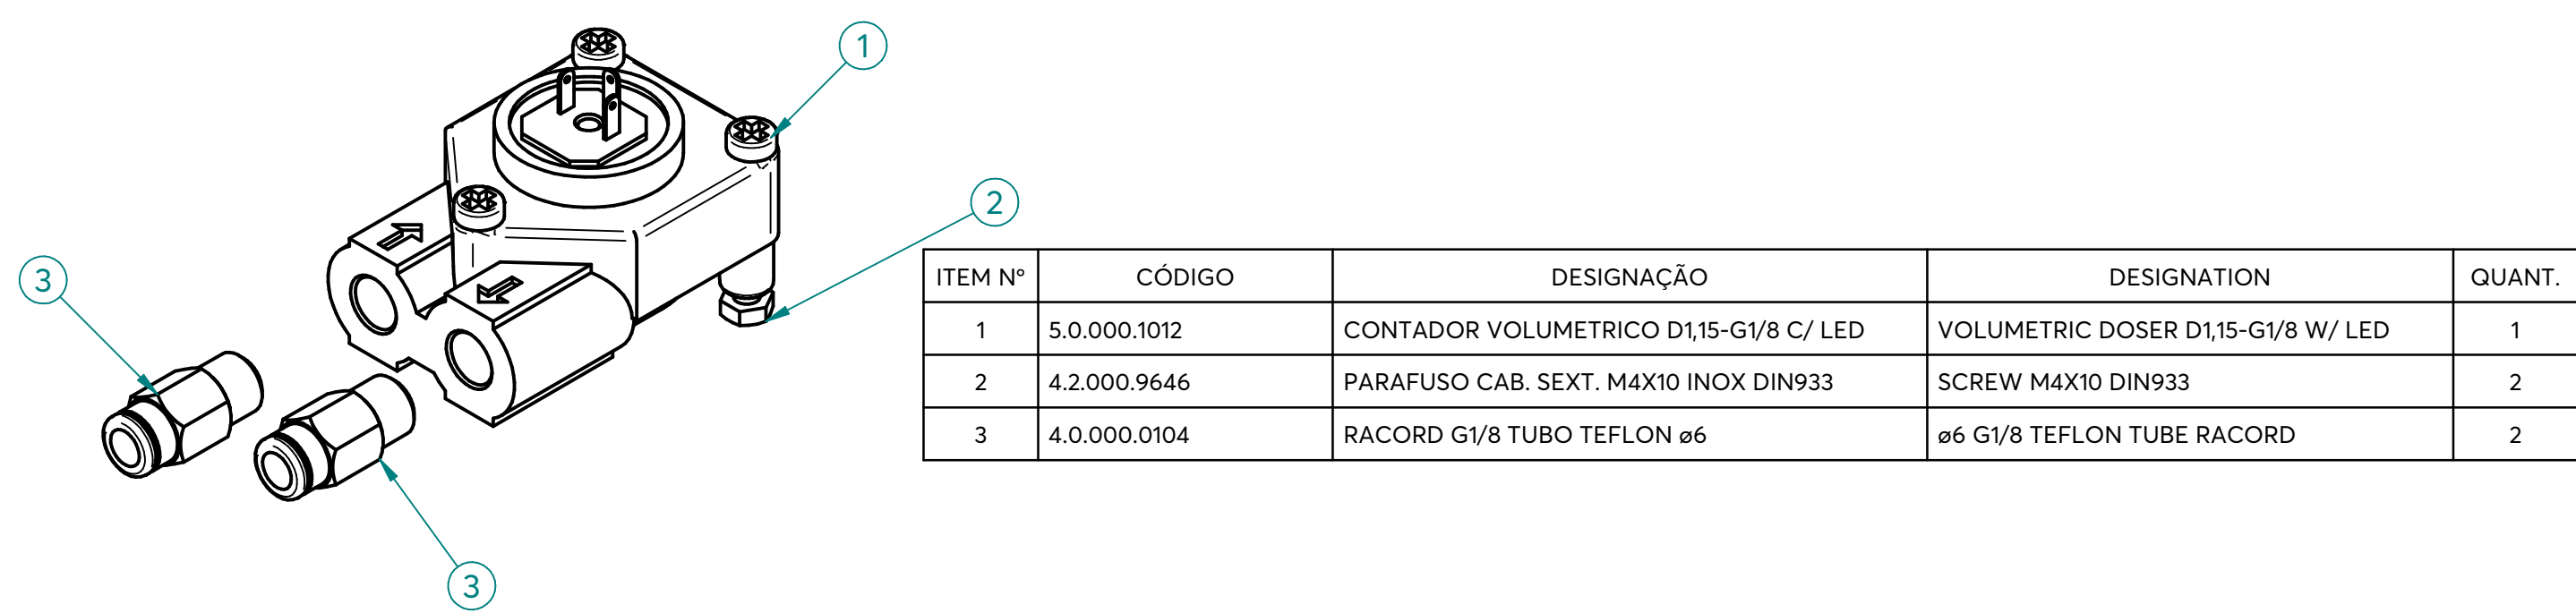 1
2
3
3
ITEM Nº CÓDIGO DESIGNAÇÃO DESIGNATION QUANT.
1 5.0.000.1012 CONTADOR VOLUMETRICO D1,15-G1/8 C/ LED VOLUMETRIC DOSER D1,15-G1/8 W/ LED 1
2 4.2.000.9646 PARAFUSO CAB. SEXT. M4X10 INOX DIN933 SCREW M4X10 DIN933 2
3 4.0.000.0104 RACORD G1/8 TUBO TEFLON ø6 ø6 G1/8 TEFLON TUBE RACORD 2